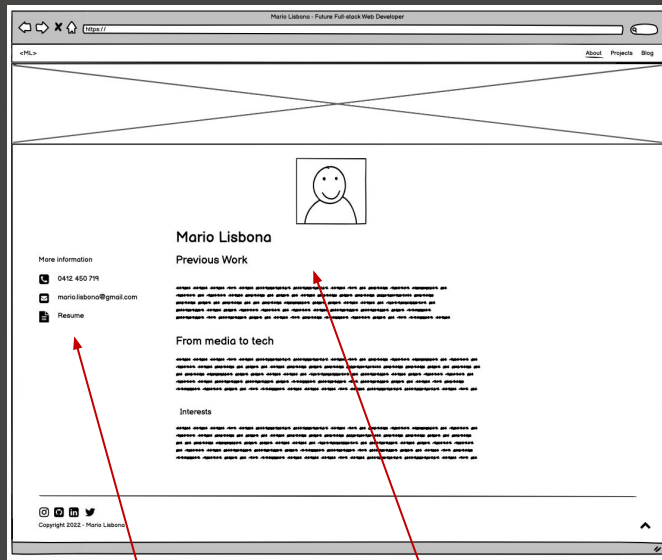 Mario Lisbona - Future Full-stack Web Developer
https://
<ML>
About Projects Blog
Mario Lisbona
Previous Work
More information
0412 450 719
mario.lisbona@gmail.com
Resume
From media to tech
Interests
Copyright 2022 - Mario Lisbona